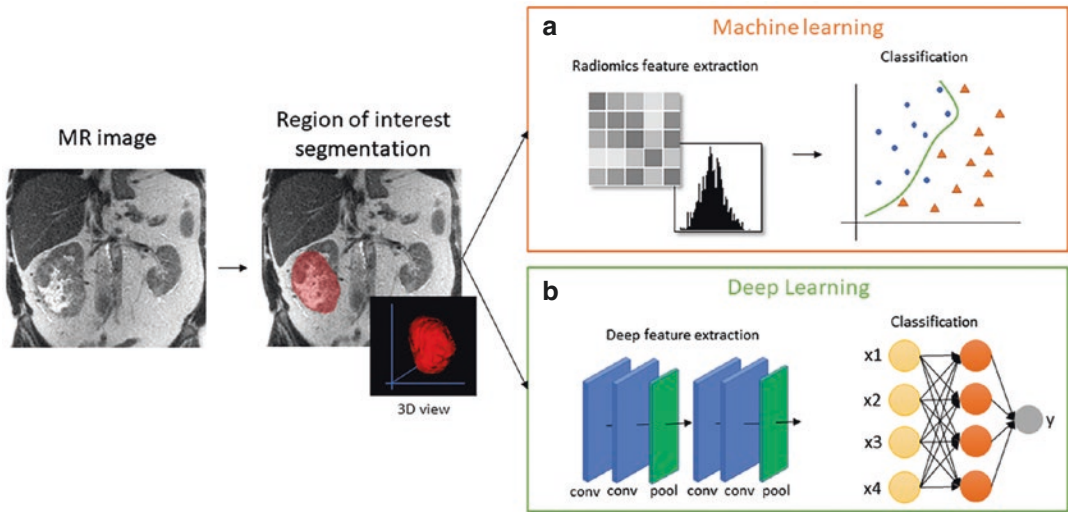 MR image
Region of interest
segmentation
3D view
a
Machine learning
Radiomics feature extraction
Classification
b
Deep Learning
Deep feature extraction
conv conv pool conv conv pool
Classification
x1
x2
x3
x4
y